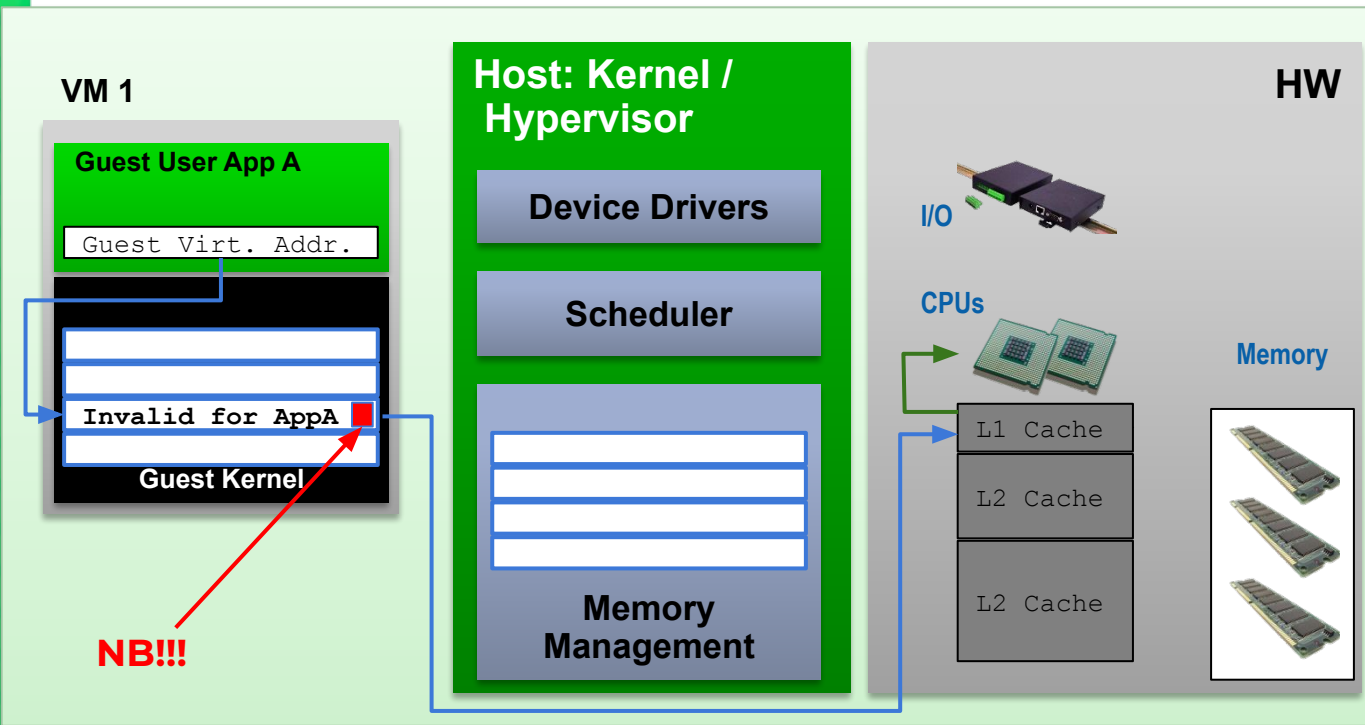 VM 1
Guest User App A
Guest Virt. Addr.
Invalid for AppA
Guest Kernel
NB!!!
Host: Kernel /
Hypervisor
Device Drivers
Scheduler
Memory
Management
HW
I/O
CPUs
Memory
L1 Cache
L2 Cache
L2 Cache